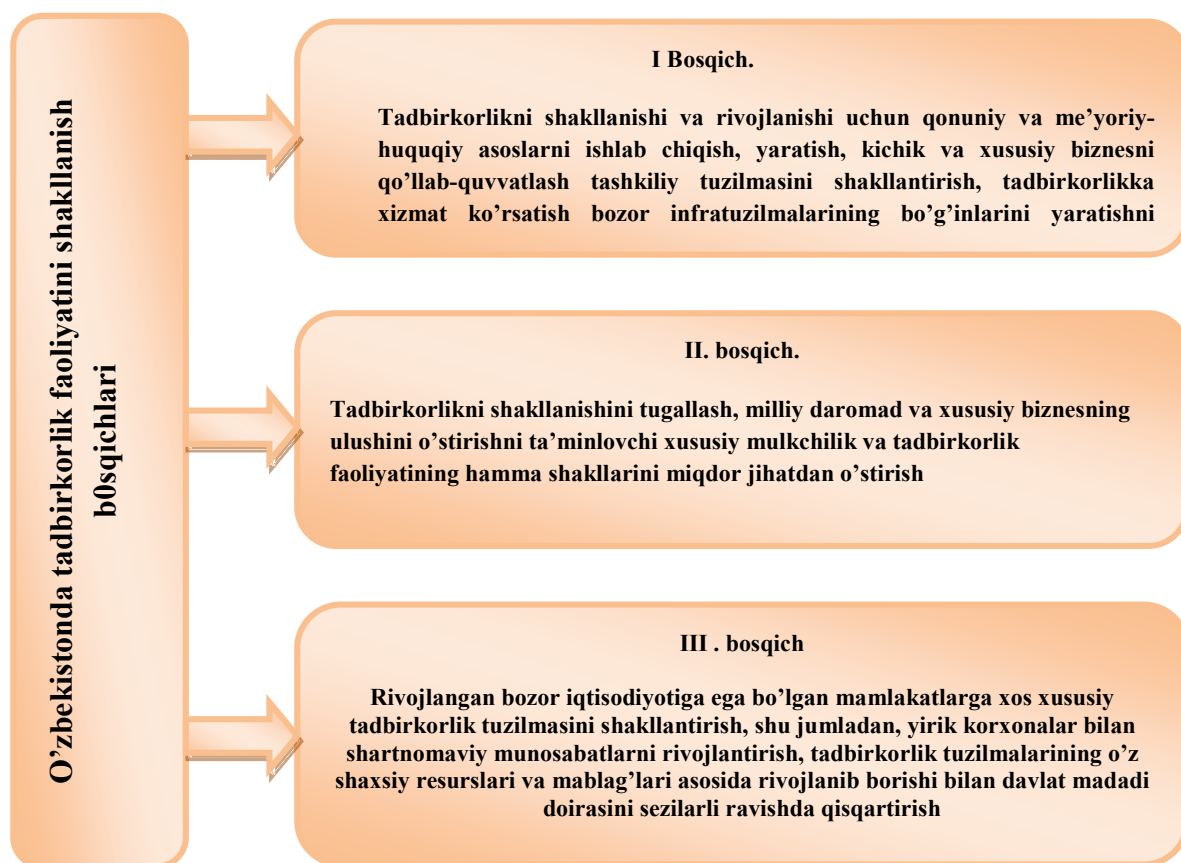 O’zbekistonda tadbirkorlik faoliyatini shakllanish
b0sqichlari
I Bosqich.
Tadbirkorlikni shakllanishi va rivojlanishi uchun qonuniy va me’yoriy-
huquqiy asoslarni ishlab chiqish, yaratish, kichik va xususiy biznesni
qo’llab-quvvatlash tashkiliy tuzilmasini shakllantirish, tadbirkorlikka
xizmat ko’rsatish bozor infratuzilmalarining bo’g’inlarini yaratishni
II. bosqich.
Tadbirkorlikni shakllanishini tugallash, milliy daromad va xususiy biznesning
ulushini o’stirishni ta’minlovchi xususiy mulkchilik va tadbirkorlik
faoliyatining hamma shakllarini miqdor jihatdan o’stirish
III . bosqich
Rivojlangan bozor iqtisodiyotiga ega bo’lgan mamlakatlarga xos xususiy
tadbirkorlik tuzilmasini shakllantirish, shu jumladan, yirik korxonalar bilan
shartnomaviy munosabatlarni rivojlantirish, tadbirkorlik tuzilmalarining o’z
shaxsiy resurslari va mablag’lari asosida rivojlanib borishi bilan davlat madadi
doirasini sezilarli ravishda qisqartirish